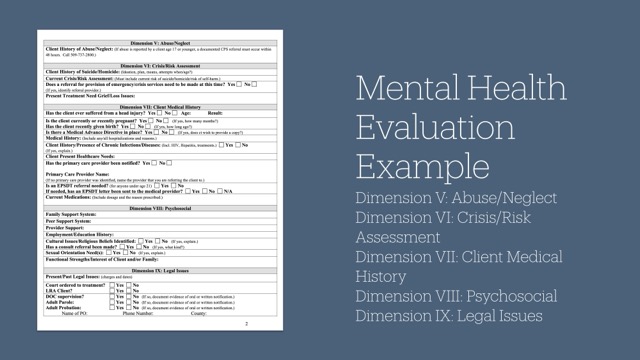 Dimension V: Abuse/Neglect
Client History of Abuse/Neglect: (If abuse is reported by a client age 17 or younger, a documented CPS referral must occur within
48 hours. Call 509-737-2800.)
Dimension VI: Crisis/Risk Assessment
Client History of Suicide/Homicide: (Ideation, plan, means, attempts when/age?)
Current Crisis/Risk Assessment: (Must include current risk of suicide/homicide or risk of self-harm.)
Does a referral for provision of emergency/crisis services need to be made at this time? Yes No
(If yes, identify referral provider.)
Present Treatment Need Grief/Loss Issues:
Dimension VII: Client Medical History
Has the client ever suffered from a head injury? Yes No Age: Result:
Is the client currently or recently pregnant? Yes No (If yes, how many months?)
Has the client recently given birth? Yes No (If yes, how long ago?)
Is there a Medical Advance Directive in place? Yes No (If yes, does cl wish to provide a copy?)
Medical History: (Include any/all hospitalizations and reasons.)
Client History/Presence of Chronic Infections/Diseases: (Incl. HIV, Hepatitis, treatments.) Yes No
(If yes, explain.)
Client Present Healthcare Needs:
Has the primary care provider been notified? Yes No
Primary Care Provider Name:
(If no primary care provider was identified, name the provider that you are referring the client to.)
Is an EPSDT referral needed? (for anyone under age 21) Yes No
If needed, has an EPSDT letter been sent to the medical provider? Yes No N/A
Current Medications: (Include dosage and the reason prescribed.)
Dimension VIII: Psychosocial
Family Support System:
Peer Support System:
Provider Support:
Employment/Education History:
Cultural Issues/Religious Beliefs Identified: Yes No (If yes, explain.)
Has a consult referral been made? Yes No (If yes, what kind?)
Sexual Orientation Need(s): Yes No (If yes, explain.)
Functional Strengths/Interest of Client and/or Family:
Dimension IX: Legal Issues
Present/Past Legal Issues: (charges and dates)
Court ordered to treatment? Yes No
LRA Client? Yes No
DOC supervision? Yes No (If so, document evidence of oral or written notification.)
Adult Parole: Yes No (If so, document evidence of oral or written notification.)
Adult Probation: Yes No (If so, document evidence of oral or written notification.)
Name of PO: Phone Number: County:
2
Mental Health
Evaluation
Example
Dimension V: Abuse/Neglect
Dimension VI: Crisis/Risk
Assessment
Dimension VII: Client Medical
History
Dimension VIII: Psychosocial
Dimension IX: Legal Issues